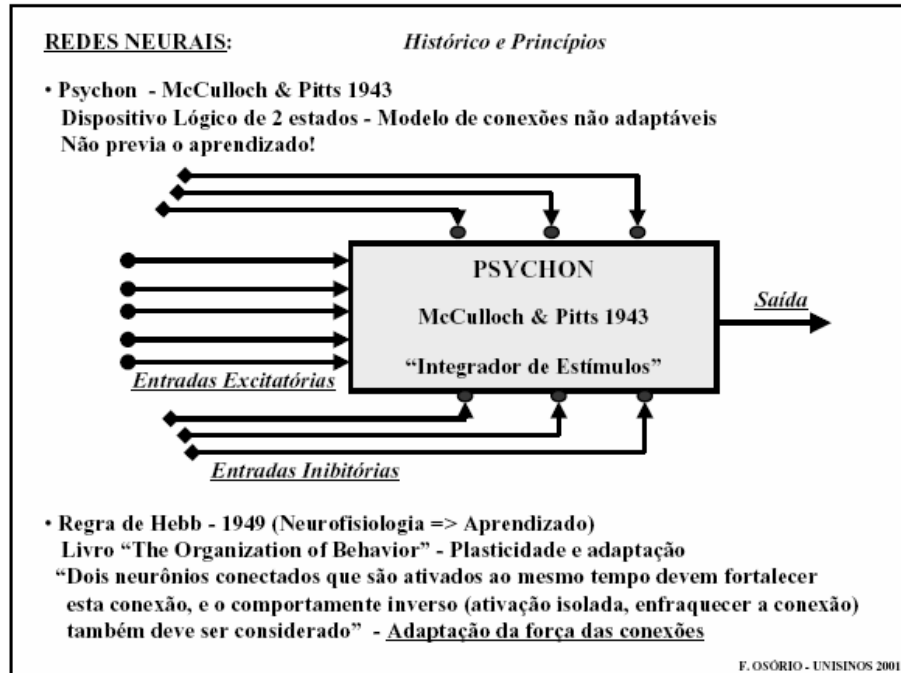 REDES NEURAIS: Histórico e Princípios
• Psychon - McCulloch & Pitts 1943
Dispositivo Lógico de 2 estados - Modelo de conexões não adaptáveis
Não previa o aprendizado!
PSYCHON
McCulloch & Pitts 1943
“Integrador de Estímulos”
Saída
Entradas Excitatórias
Entradas Inibitórias
• Regra de Hebb - 1949 (Neurofisiologia => Aprendizado)
Livro “The Organization of Behavior” - Plasticidade e adaptação
“Dois neurônios conectados que são ativados ao mesmo tempo devem fortalecer
esta conexão, e o comportamente inverso (ativação isolada, enfraquecer a conexão)
também deve ser considerado” - Adaptação da força das conexões
F. OSÓRIO - UNISINOS 2001